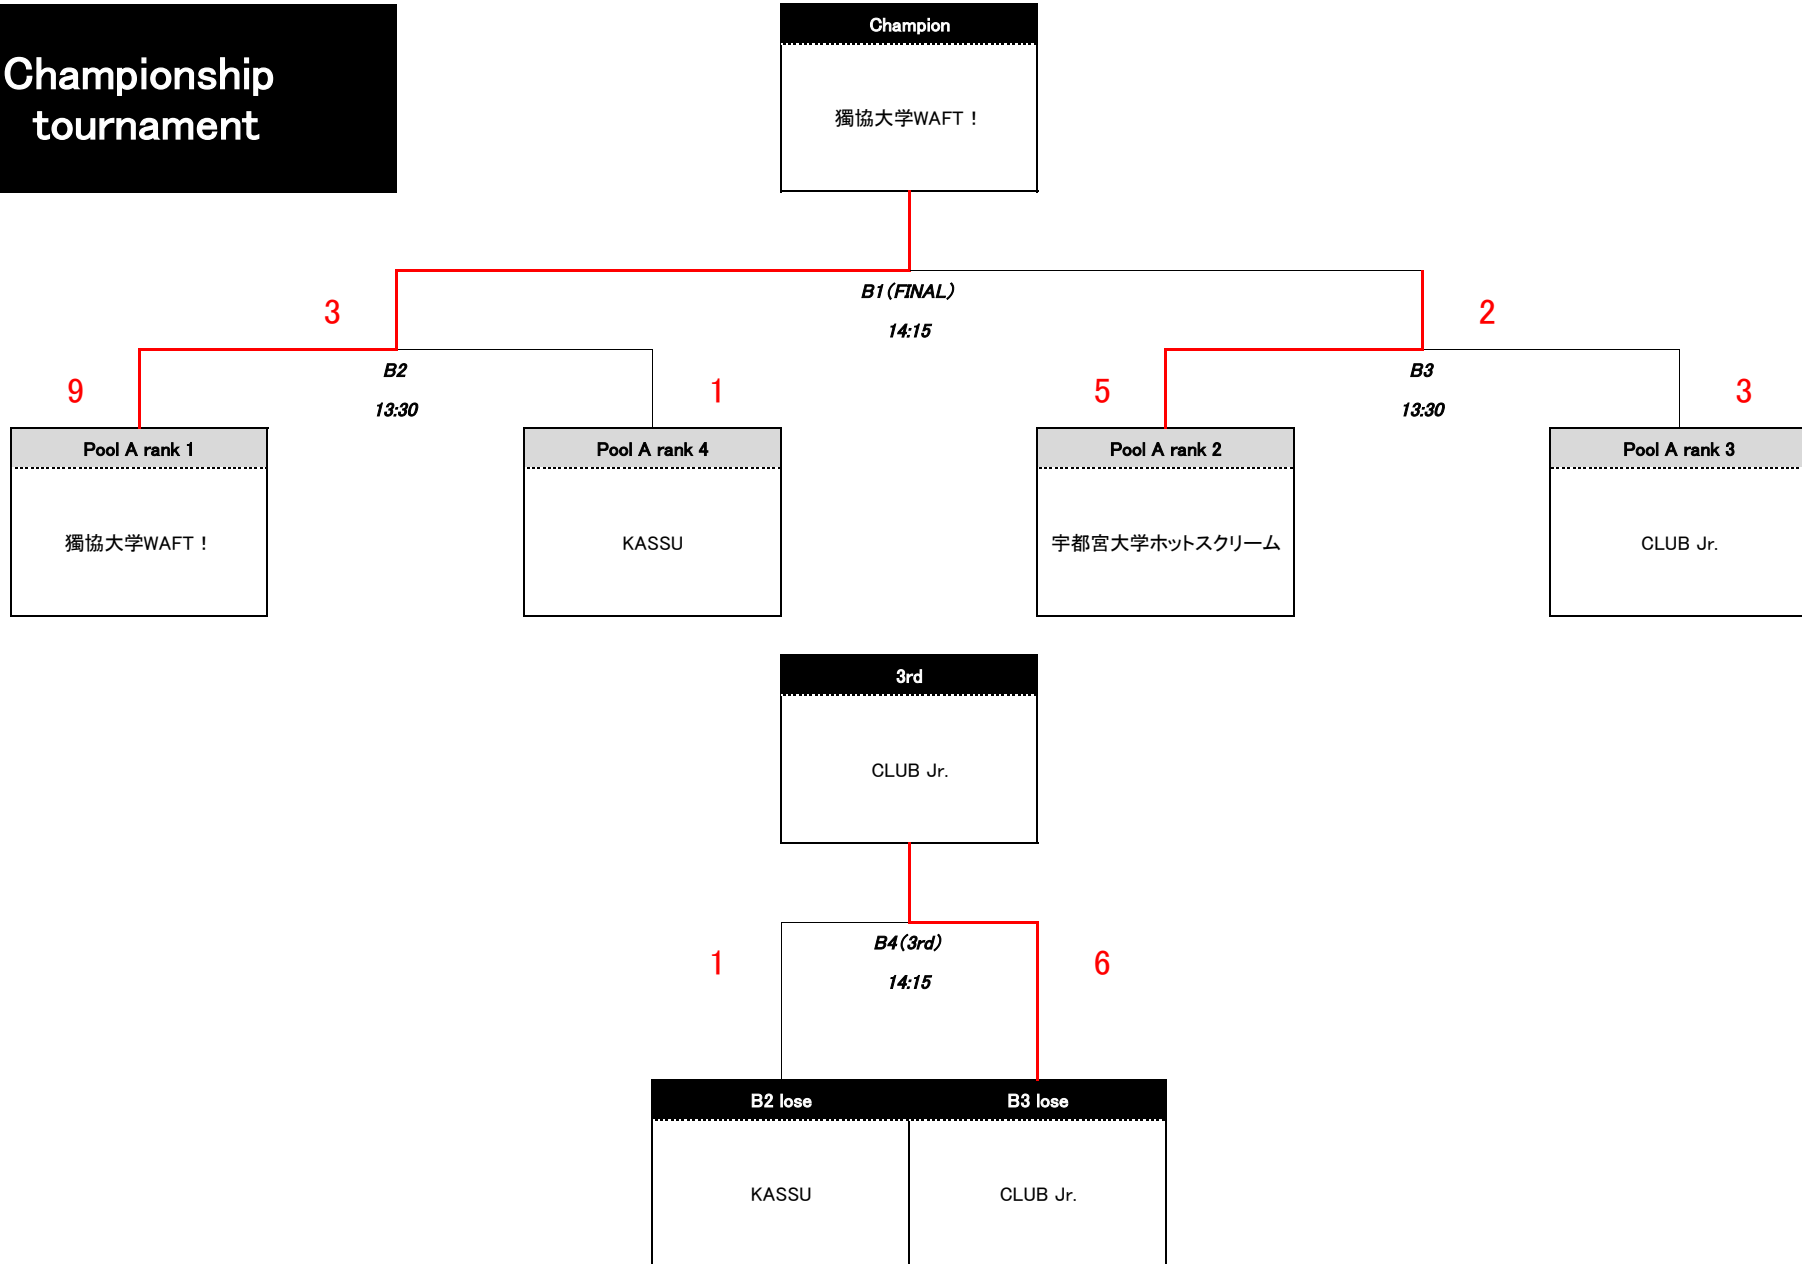 Championship
tournament
Champion
獨協大学WAFT！
B1(FINAL)
14:15
3
2
B2
13:30
B3
13:30
9
1
5
3
Pool A rank 1
Pool A rank 4
Pool A rank 2
Pool A rank 3
獨協大学WAFT！
KASSU
宇都宮大学ホットスクリーム
CLUB Jr.
3rd
CLUB Jr.
B4(3rd)
14:15
1
6
B2 lose
B3 lose
KASSU
CLUB Jr.